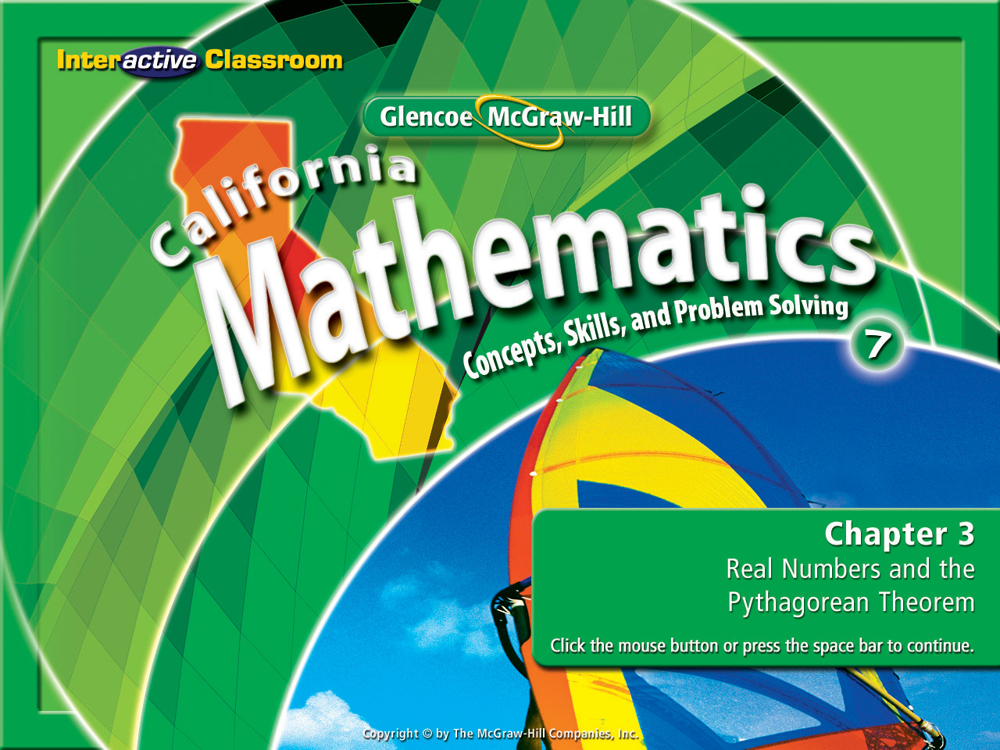 Interactive Classroom
Glencoe McGraw-Hill
California
Mathematics
Concepts, Skills, and Problem Solving
7
Chapter 3
Real Numbers and the
Pythagorean Theorem
Click the mouse button or press the space bar to continue.
Copyright © by The McGraw-Hill Companies, Inc.